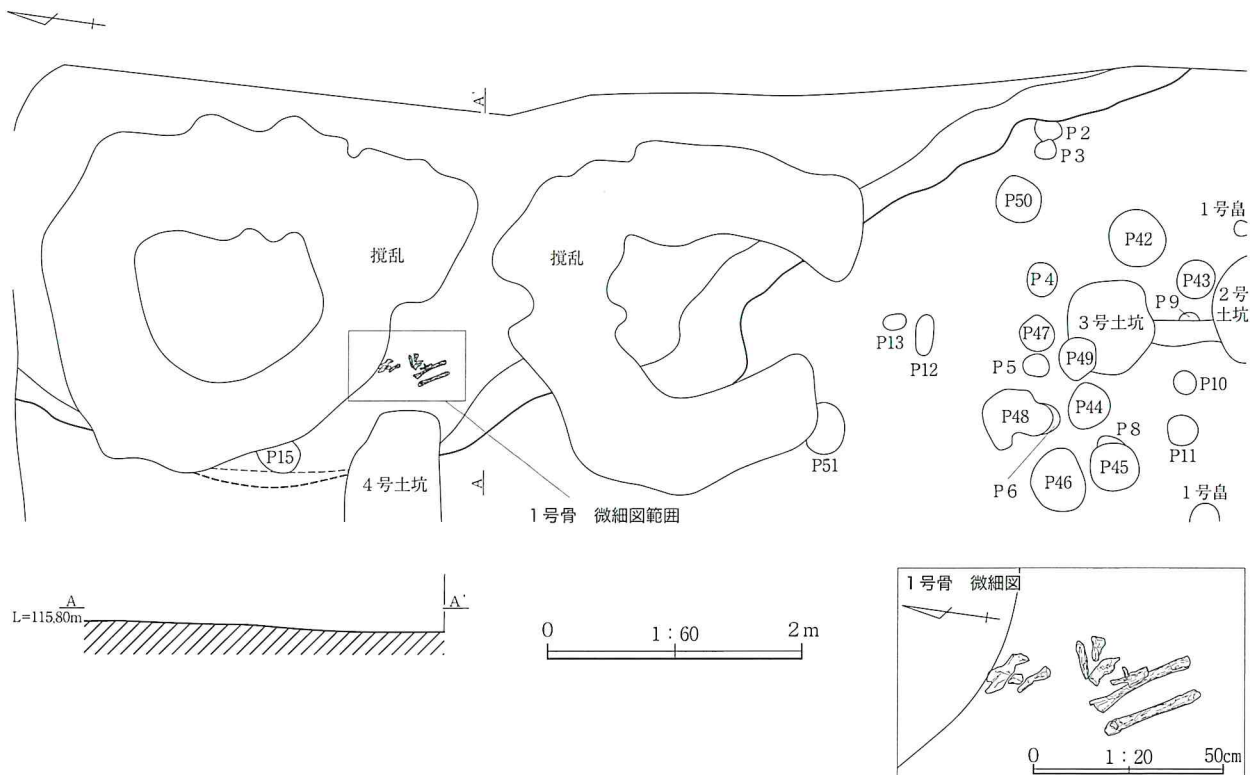 A'
P2
P3
P50
1号畠
P42
攪乱
攪乱
P4
P43
P9
2号
土坑
3号土坑
P13
P12
P47
P5
P49
P10
P48
P44
P8
P11
P15
P51
P45
4号土坑
A
P6
P46
1号畠
1号骨 微細図範囲
A
A'
L=115.80m
0
1:60
2m
1号骨 微細図
0
1:20
50cm